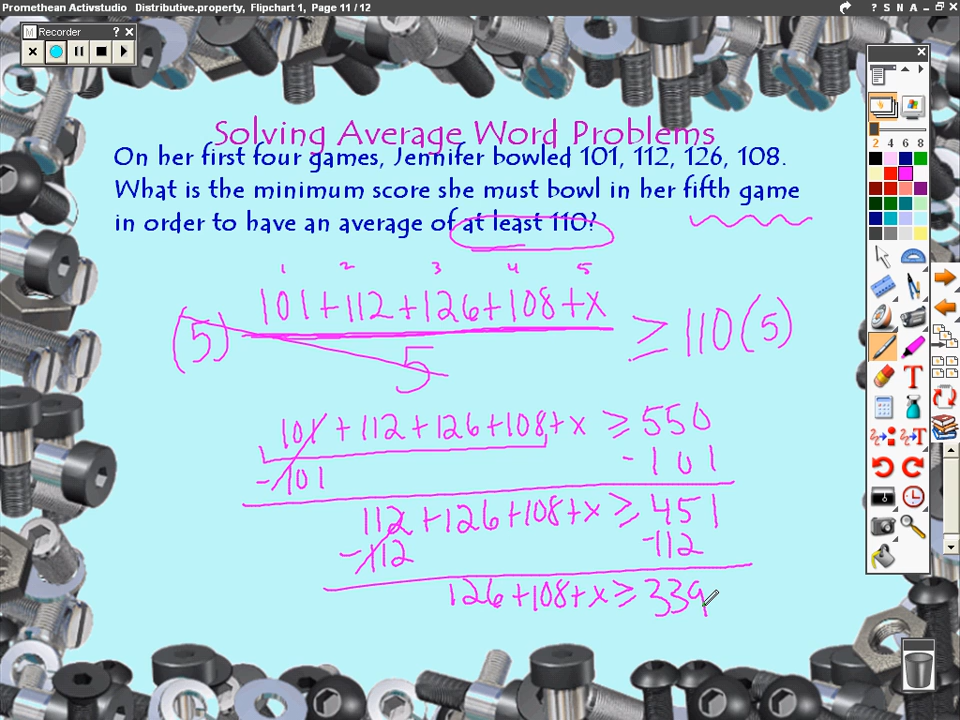 Promethean Activstudio Distributive.property, Flipchart 1, Page 11 / 12 ? S N A
Recorder ? ×
Solving Average Word Problems
On her first four games, Jennifer bowled 101, 112, 126, 108.
What is the minimum score she must bowl in her fifth game
in order to have an average of at least 110?
1 2 3 4 5
101 + 112 + 126 + 108 + x
(5) ≥ 110 (5)
5
101 + 112 + 126 + 108 + x ≥ 550
-101 -101
112 + 126 + 108 + x ≥ 451
-112 -112
126 + 108 + x ≥ 339
2 4 6 8
T
T